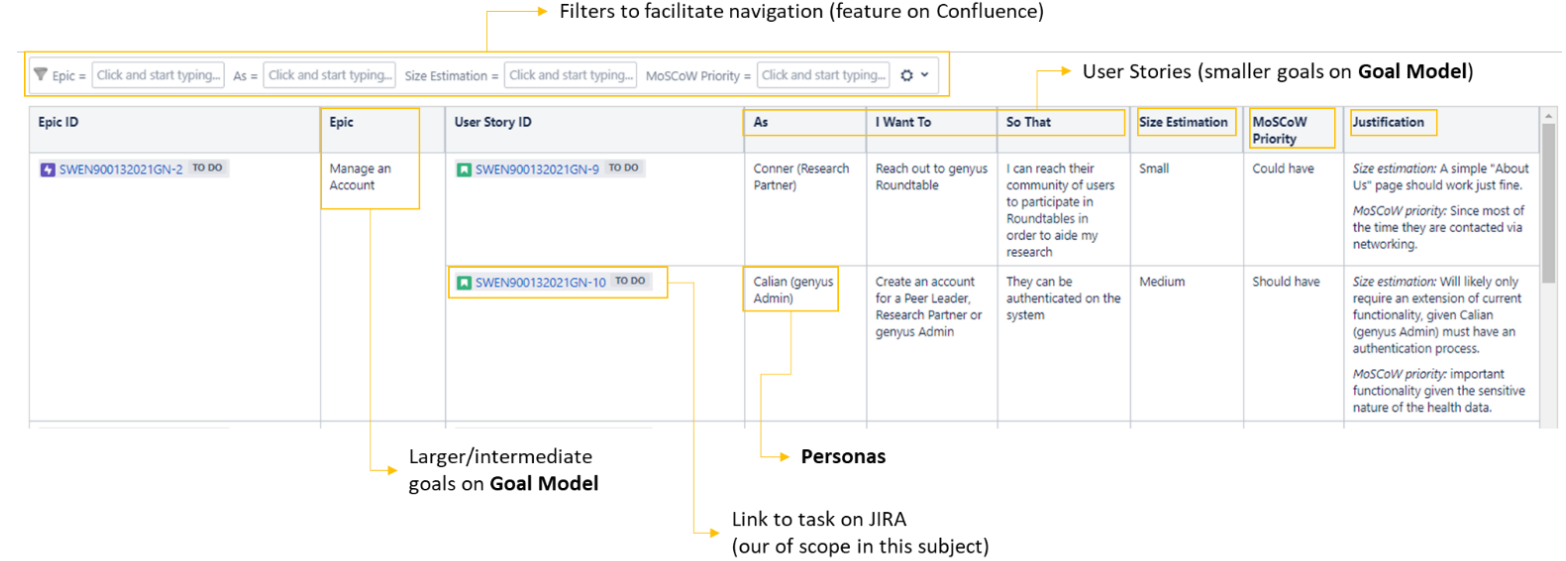 Filters to facilitate navigation (feature on Confluence)
Epic = Click and start typing... As = Click and start typing... Size Estimation = Click and start typing... MoSCoW Priority = Click and start typing...
User Stories (smaller goals on Goal Model)
Epic ID
Epic
User Story ID
As
I Want To
So That
Size Estimation
MoSCoW
Priority
Justification
SWEN900132021GN-2 TO DO
Manage an
Account
SWEN900132021GN-9 TO DO
Conner (Research
Partner)
Reach out to genyus
Roundtable
I can reach their
community of users
to participate in
Roundtables in
order to aide my
research
Small
Could have
Size estimation: A simple "About
Us" page should work just fine.
MoSCoW priority: Since most of
the time they are contacted via
networking.
SWEN900132021GN-10 TO DO
Calian (genyus
Admin)
Create an account
for a Peer Leader,
Research Partner or
genyus Admin
They can be
authenticated on the
system
Medium
Should have
Size estimation: Will likely only
require an extension of current
functionality, given Calian
(genyus Admin) must have an
authentication process.
MoSCoW priority: important
functionality given the sensitive
nature of the health data.
Larger/intermediate
goals on Goal Model
Personas
Link to task on JIRA
(our of scope in this subject)